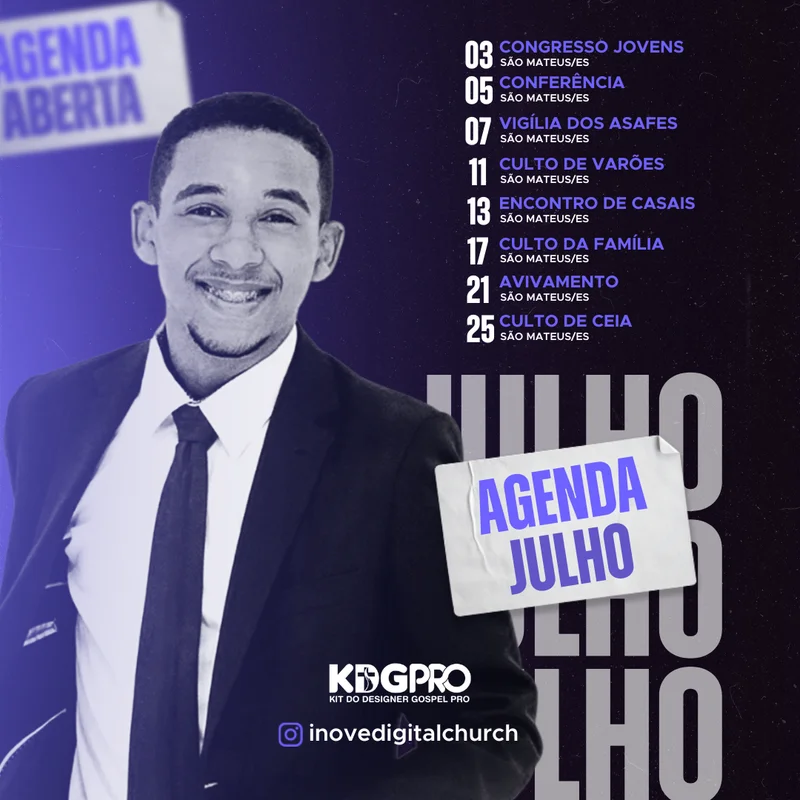 AGENDA
ABERTA
03 CONGRESSO JOVENS
SÃO MATEUS/ES
05 CONFERÊNCIA
SÃO MATEUS/ES
07 VIGÍLIA DOS ASAFES
SÃO MATEUS/ES
11 CULTO DE VARÕES
SÃO MATEUS/ES
13 ENCONTRO DE CASAIS
SÃO MATEUS/ES
17 CULTO DA FAMÍLIA
SÃO MATEUS/ES
21 AVIVAMENTO
SÃO MATEUS/ES
25 CULTO DE CEIA
SÃO MATEUS/ES
JULHO
AGENDA
JULHO
JULHO
JULHO
KDGPRO
KIT DO DESIGNER GOSPEL PRO
inovedigitalchurch